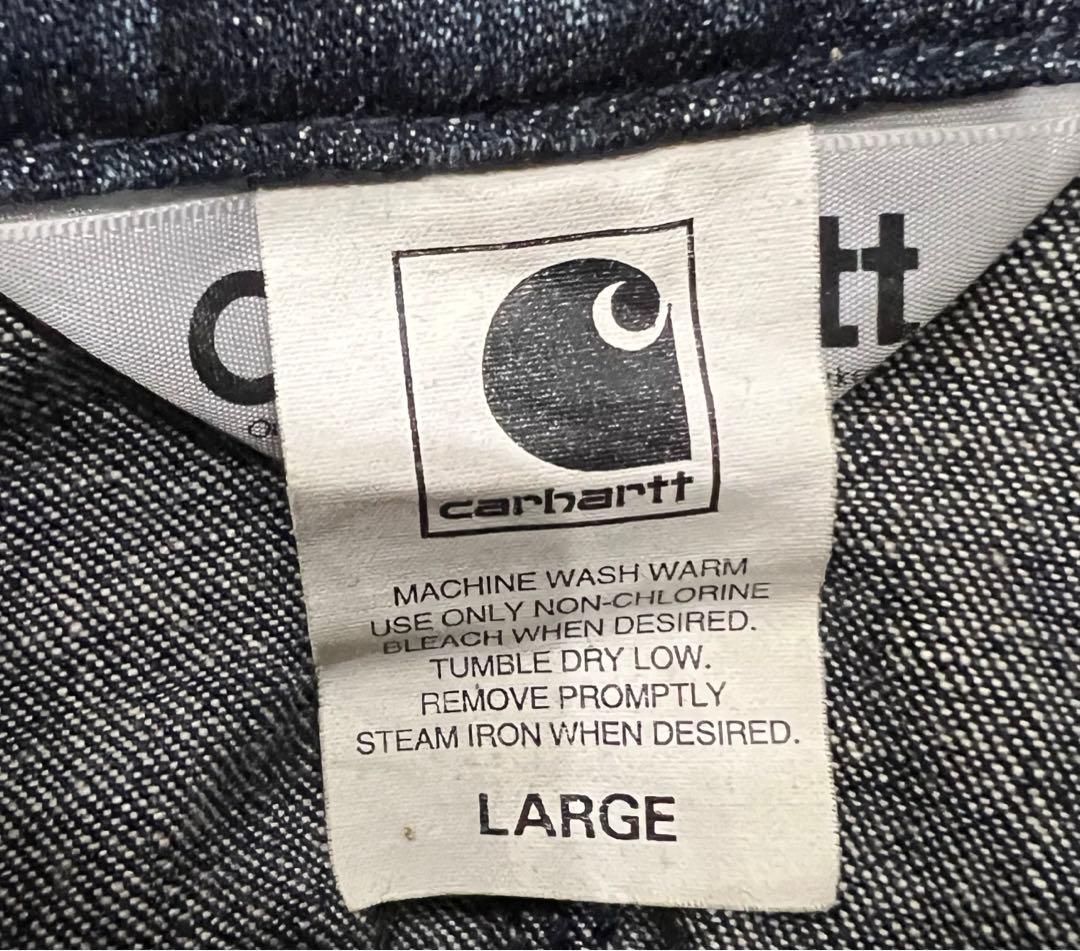 carhartt
MACHINE WASH WARM
USE ONLY NON-CHLORINE
BLEACH WHEN DESIRED.
TUMBLE DRY LOW.
REMOVE PROMPTLY
STEAM IRON WHEN DESIRED.
LARGE